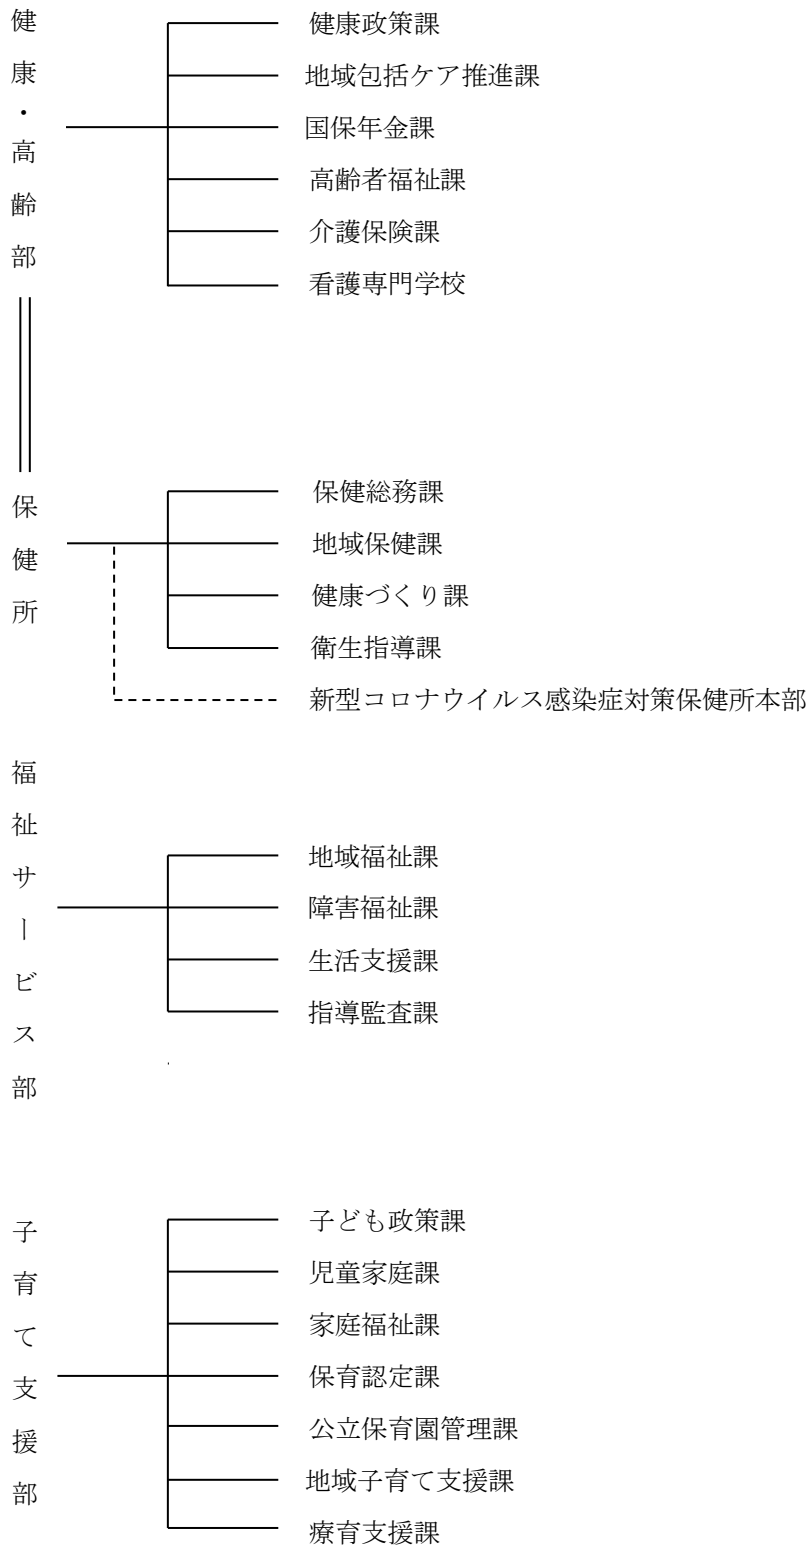 健康・高齢部
健康政策課
地域包括ケア推進課
国保年金課
高齢者福祉課
介護保険課
看護専門学校
保健所
保健総務課
地域保健課
健康づくり課
衛生指導課
新型コロナウイルス感染症対策保健所本部
福祉サービス部
地域福祉課
障害福祉課
生活支援課
指導監査課
子育て支援部
子ども政策課
児童家庭課
家庭福祉課
保育認定課
公立保育園管理課
地域子育て支援課
療育支援課